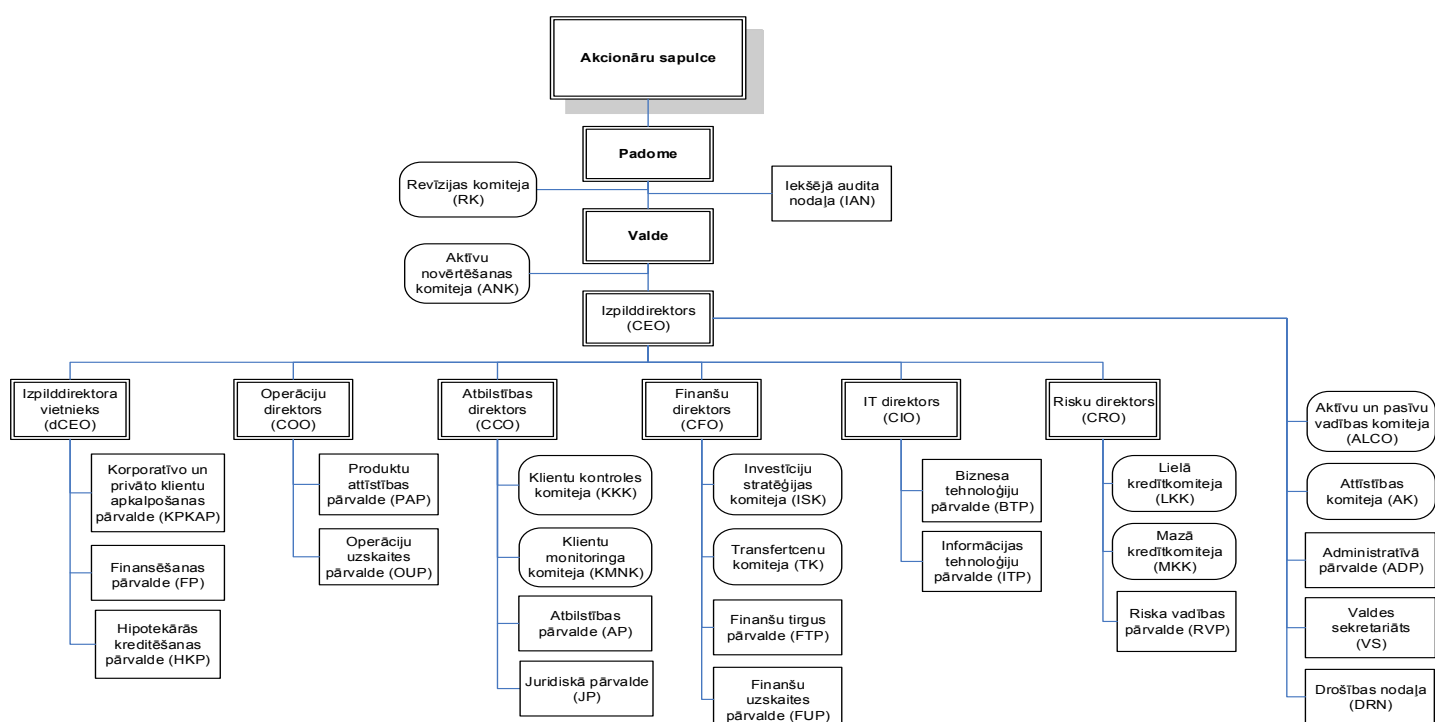 Akcionāru sapulce
Padome
Revīzijas komiteja
(RK)
Iekšējā audita
nodaļa (IAN)
Valde
Aktīvu
novērtēšanas
komiteja (ANK)
Izpilddirektors
(CEO)
Izpilddirektora
vietnieks
(dCEO)
Operāciju
direktors
(COO)
Atbilstības
direktors
(CCO)
Finanšu
direktors
(CFO)
IT direktors
(CIO)
Risku direktors
(CRO)
Aktīvu un pasīvu
vadības komiteja
(ALCO)
Korporatīvo un
privāto klientu
apkalpošanas
pārvalde (KPKAP)
Finansēšanas
pārvalde (FP)
Hipotekārās
kreditēšanas
pārvalde (HKP)
Produktu
attīstības
pārvalde (PAP)
Operāciju
uzskaites
pārvalde (OUP)
Klientu kontroles
komiteja (KKK)
Klientu
monitoringa
komiteja (KMNK)
Atbilstības
pārvalde (AP)
Juridiskā pārvalde
(JP)
Investīciju
stratēģijas
komiteja (ISK)
Transfertcenu
komiteja (TK)
Finanšu tirgus
pārvalde (FTP)
Finanšu
uzskaites
pārvalde (FUP)
Biznesa
tehnoloģiju
pārvalde (BTP)
Informācijas
tehnoloģiju
pārvalde (ITP)
Lielā
kredītkomiteja
(LKK)
Mazā
kredītkomiteja
(MKK)
Riska vadības
pārvalde (RVP)
Attīstības
komiteja (AK)
Administratīvā
pārvalde (ADP)
Valdes
sekretariāts
(VS)
Drošības nodaļa
(DRN)